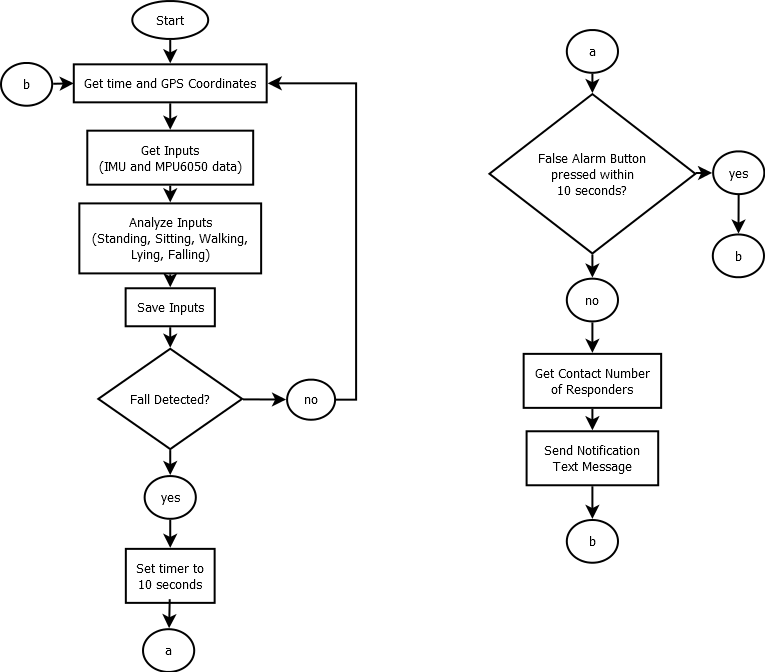 Start
b
Get time and GPS Coordinates
Get Inputs
(IMU and MPU6050 data)
Analyze Inputs
(Standing, Sitting, Walking,
Lying, Falling)
Save Inputs
Fall Detected?
no
yes
Set timer to
10 seconds
a
a
False Alarm Button
pressed within
10 seconds?
yes
b
no
Get Contact Number
of Responders
Send Notification
Text Message
b